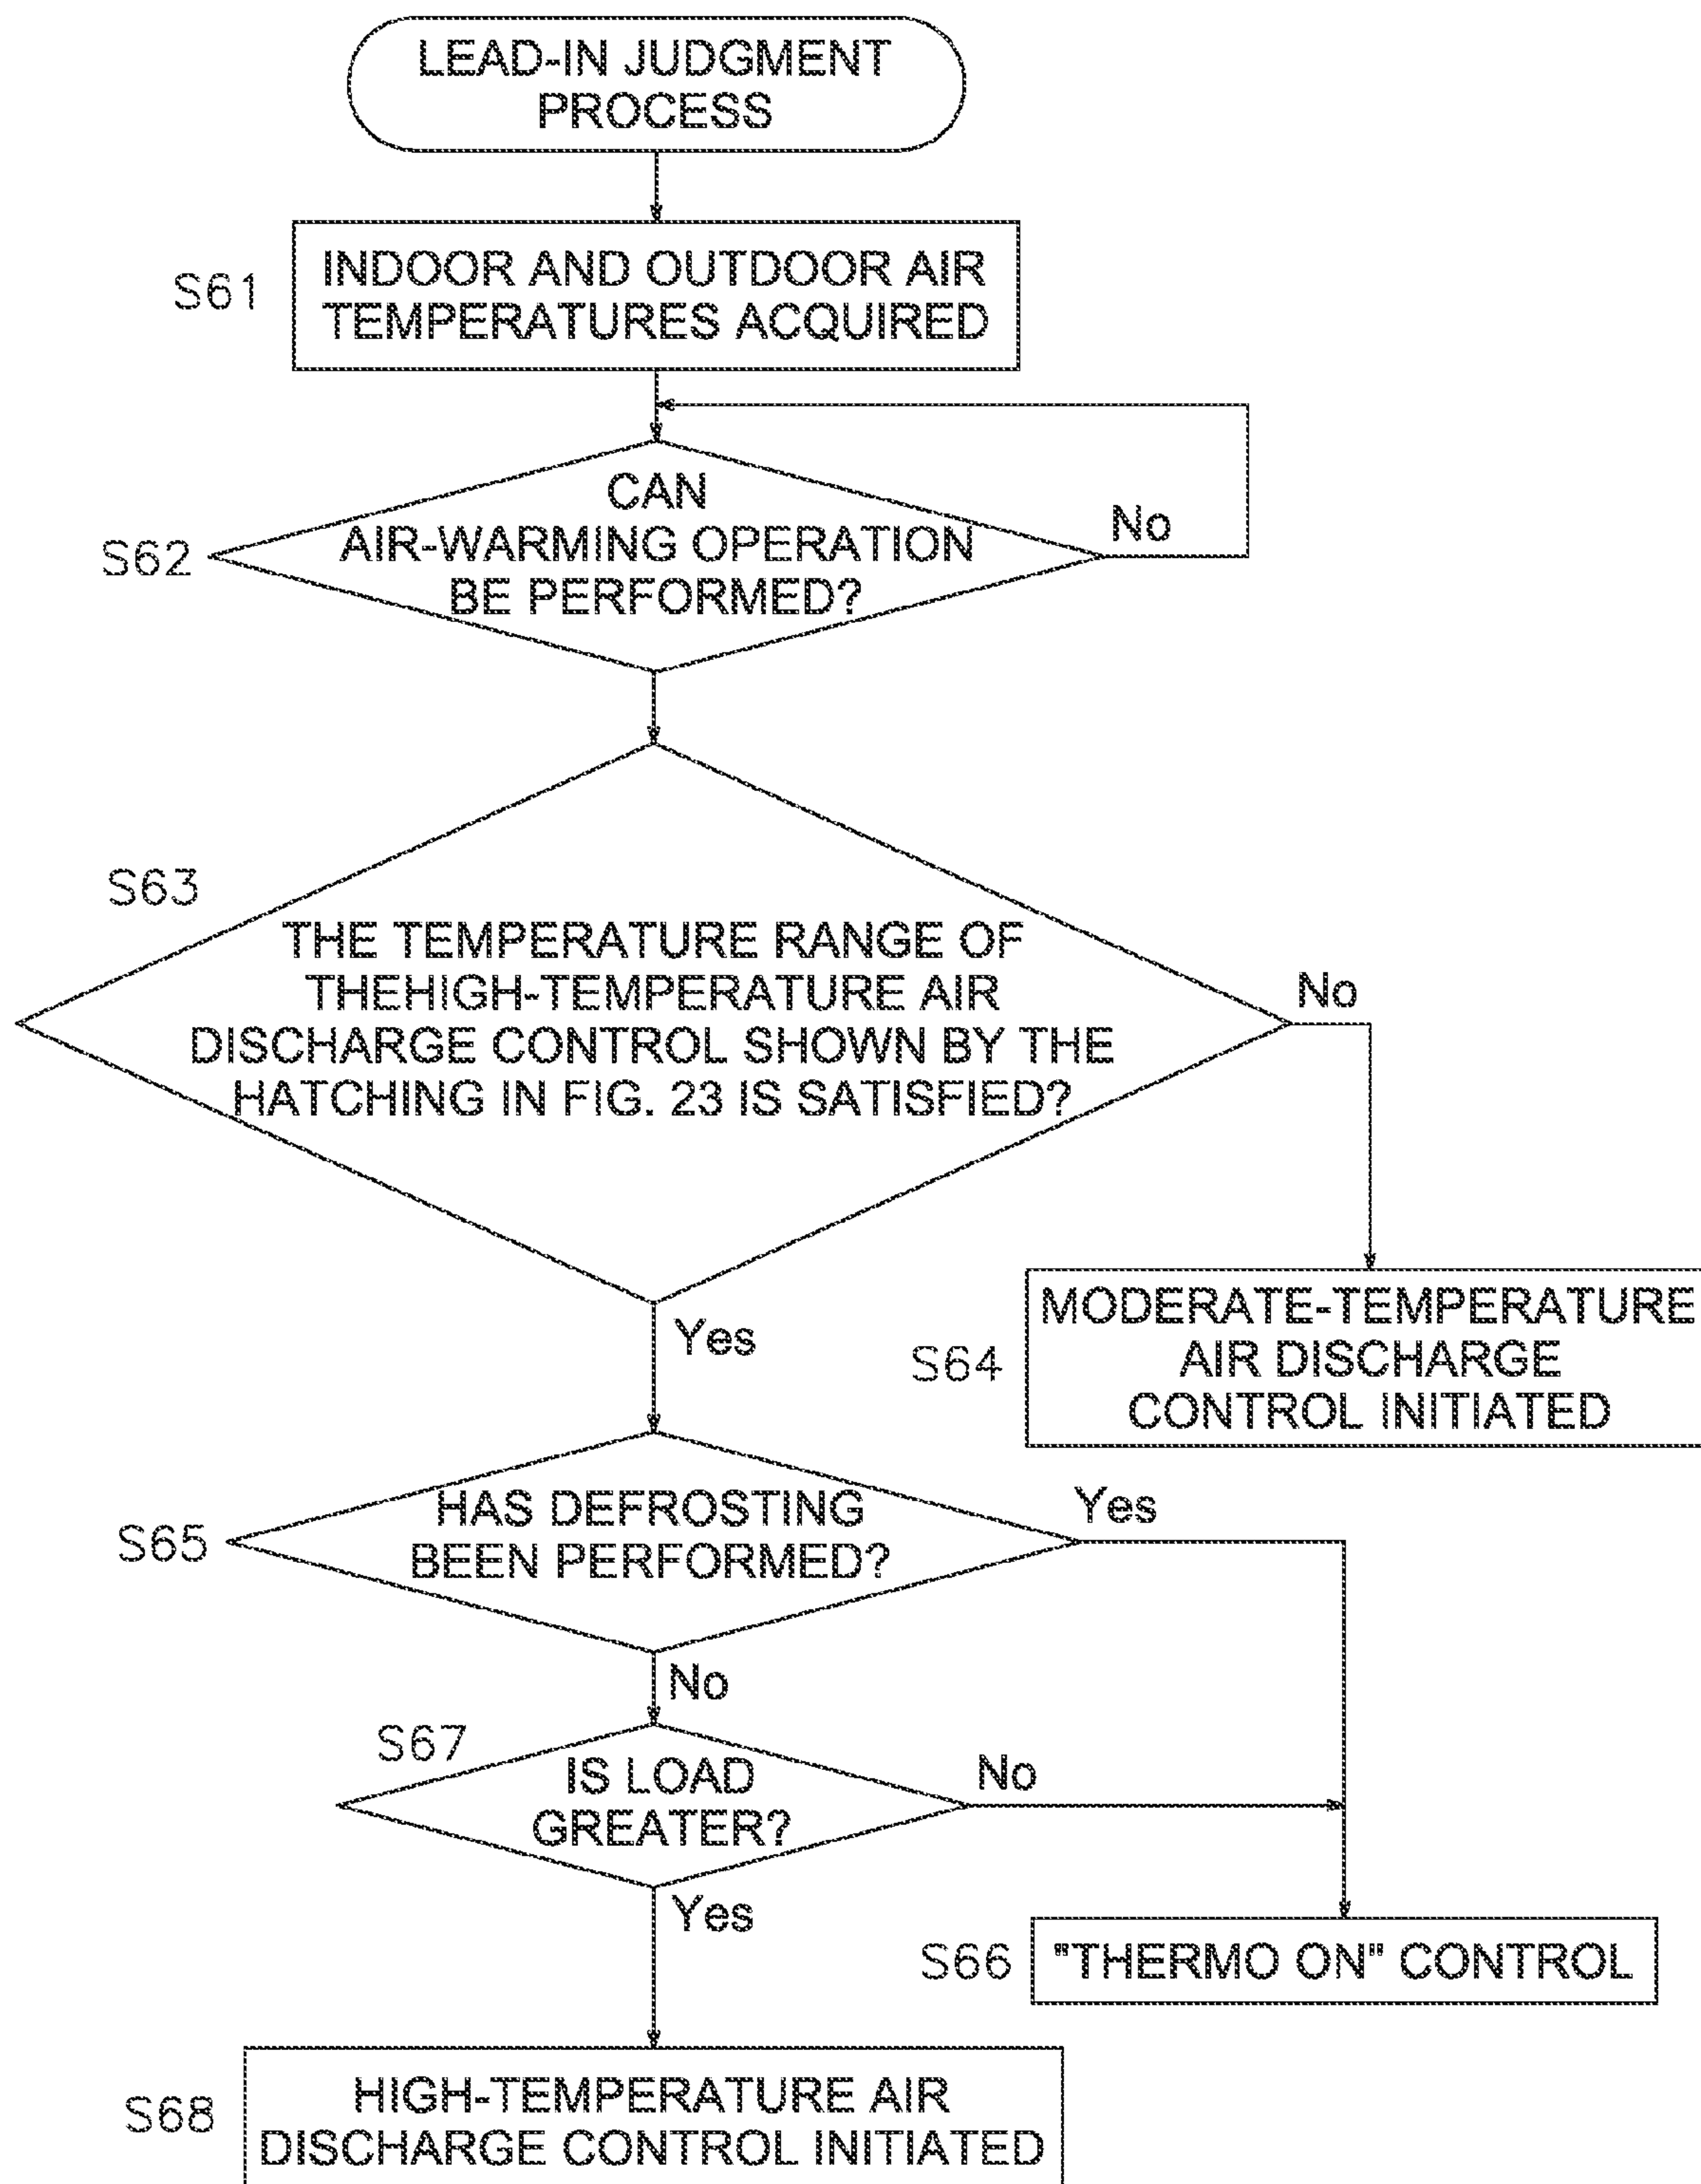 LEAD-IN JUDGMENT
PROCESS
S61
INDOOR AND OUTDOOR AIR
TEMPERATURES ACQUIRED
S62
CAN
AIR-WARMING OPERATION
BE PERFORMED?
No
S63
THE TEMPERATURE RANGE OF
THEHIGH-TEMPERATURE AIR
DISCHARGE CONTROL SHOWN BY THE
HATCHING IN FIG. 23 IS SATISFIED?
No
Yes
S64
MODERATE-TEMPERATURE
AIR DISCHARGE
CONTROL INITIATED
S65
HAS DEFROSTING
BEEN PERFORMED?
Yes
No
S67
IS LOAD
GREATER?
No
Yes
S66
"THERMO ON" CONTROL
S68
HIGH-TEMPERATURE AIR
DISCHARGE CONTROL INITIATED